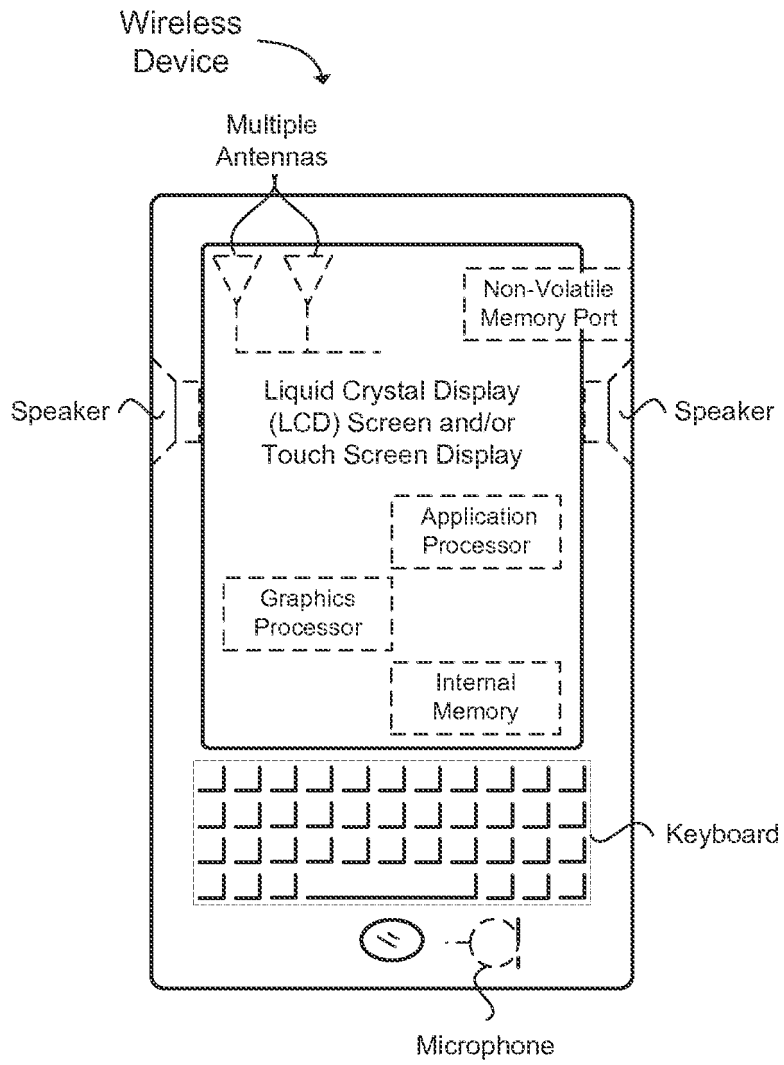 Wireless
Device
Multiple
Antennas
Non-Volatile
Memory Port
Speaker
Liquid Crystal Display
(LCD) Screen and/or
Touch Screen Display
Speaker
Application
Processor
Graphics
Processor
Internal
Memory
Keyboard
Microphone